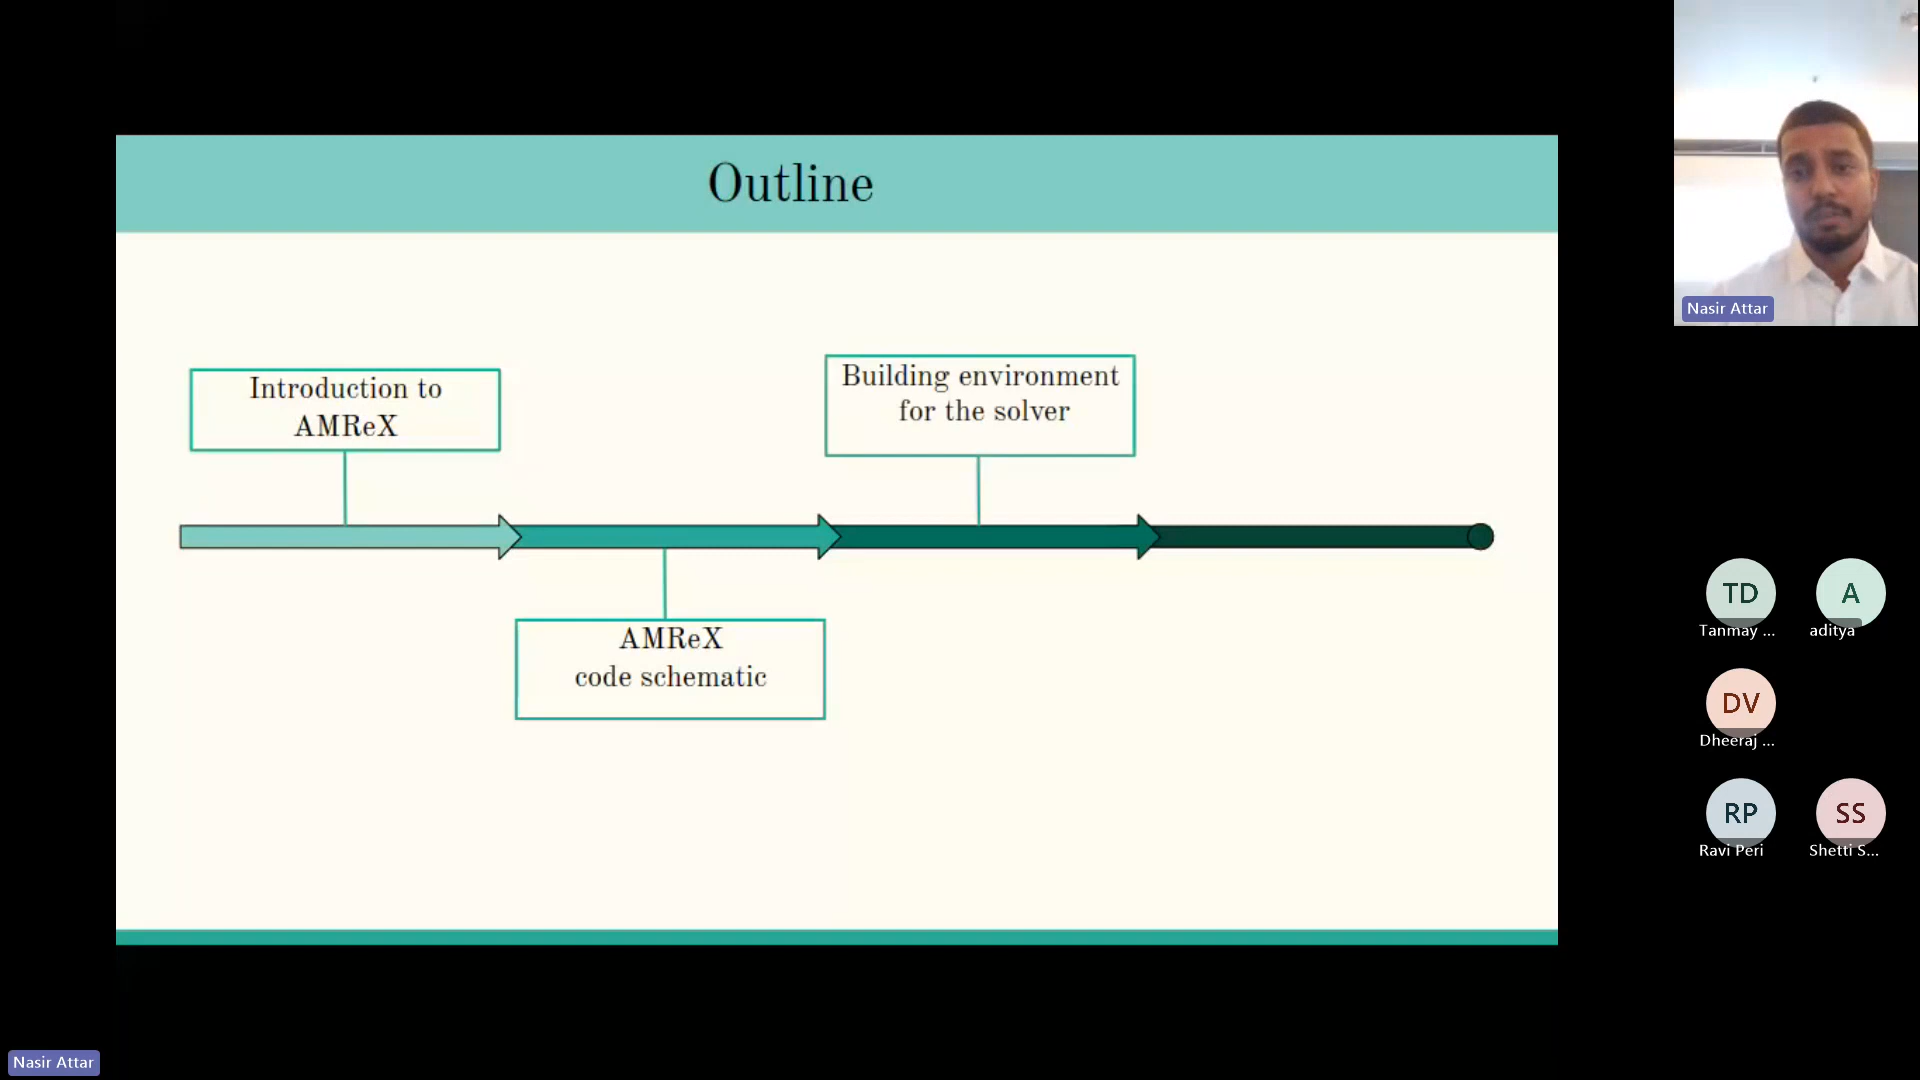 Outline
Introduction to
AMReX
Building environment
for the solver
AMReX
code schematic
Nasir Attar
TD
Tanmay ...
A
aditya
DV
Dheeraj ...
RP
Ravi Peri
SS
Shetti S...
Nasir Attar